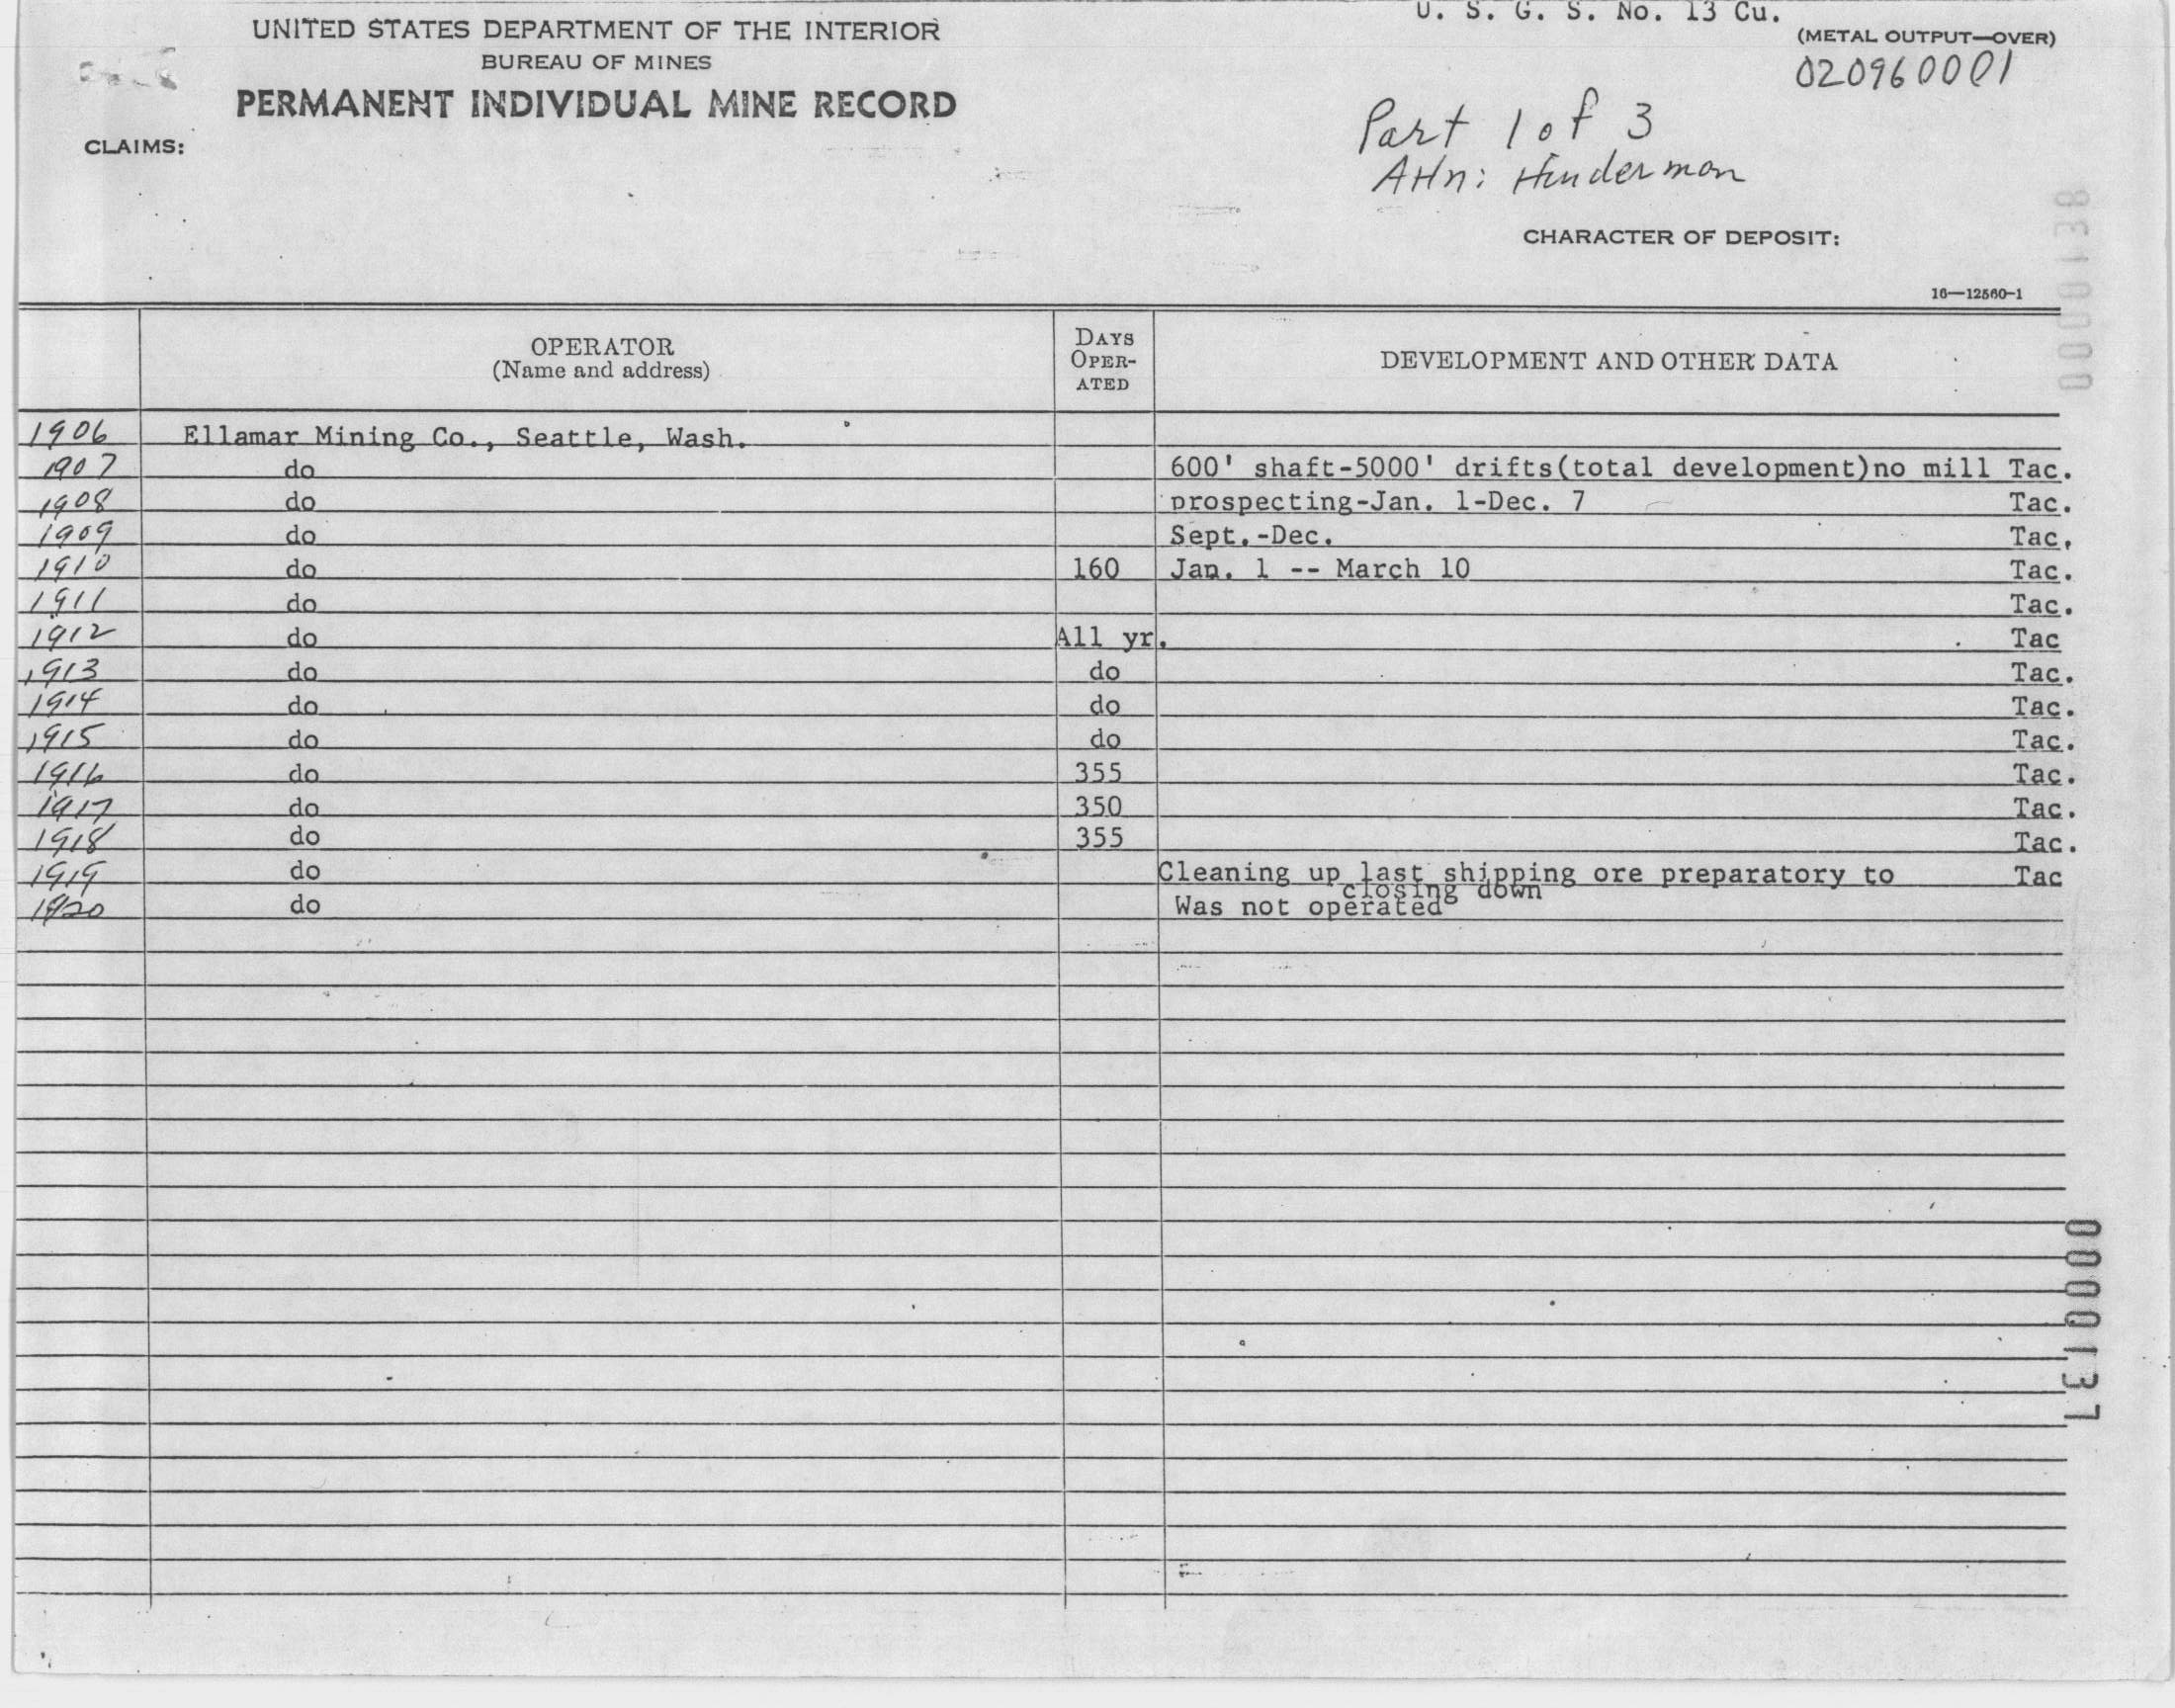 U. S. G. S. No. 13 Cu.
UNITED STATES DEPARTMENT OF THE INTERIOR
(METAL OUTPUT—OVER)
BUREAU OF MINES
020960001
PERMANENT INDIVIDUAL MINE RECORD
Part 1 of 3
CLAIMS:
Attn: Hinderman
CHARACTER OF DEPOSIT:
0000138
16—12560-1
OPERATOR (Name and address) DAYS OPER-ATED DEVELOPMENT AND OTHER DATA
1906 Ellamar Mining Co., Seattle, Wash.
1907 do 600' shaft-5000' drifts(total development)no mill Tac.
1908 do prospecting-Jan. 1-Dec. 7 Tac.
1909 do Sept.-Dec. Tac.
1910 do 160 Jan. 1 -- March 10 Tac.
1911 do Tac.
1912 do All yr. Tac
1913 do do Tac.
1914 do do Tac.
1915 do do Tac.
1916 do 355 Tac.
1917 do 350 Tac.
1918 do 355 Tac.
1919 do Cleaning up last shipping ore preparatory to Tac
closing down
1920 do Was not operated
0000137